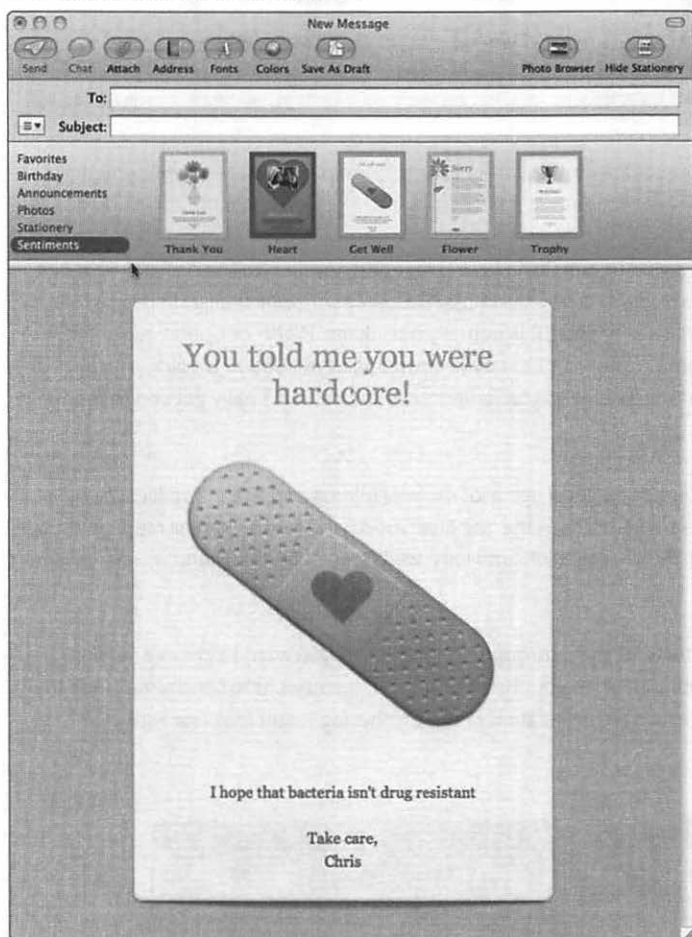 New Message
Send Chat Attach Address Fonts Colors Save As Draft Photo Browser Hide Stationery
To:
Subject:
Favorites
Birthday
Announcements
Photos
Stationery
Sentiments
Thank You Heart Get Well Flower Trophy
Sorry
You told me you were
hardcore!
I hope that bacteria isn't drug resistant
Take care,
Chris